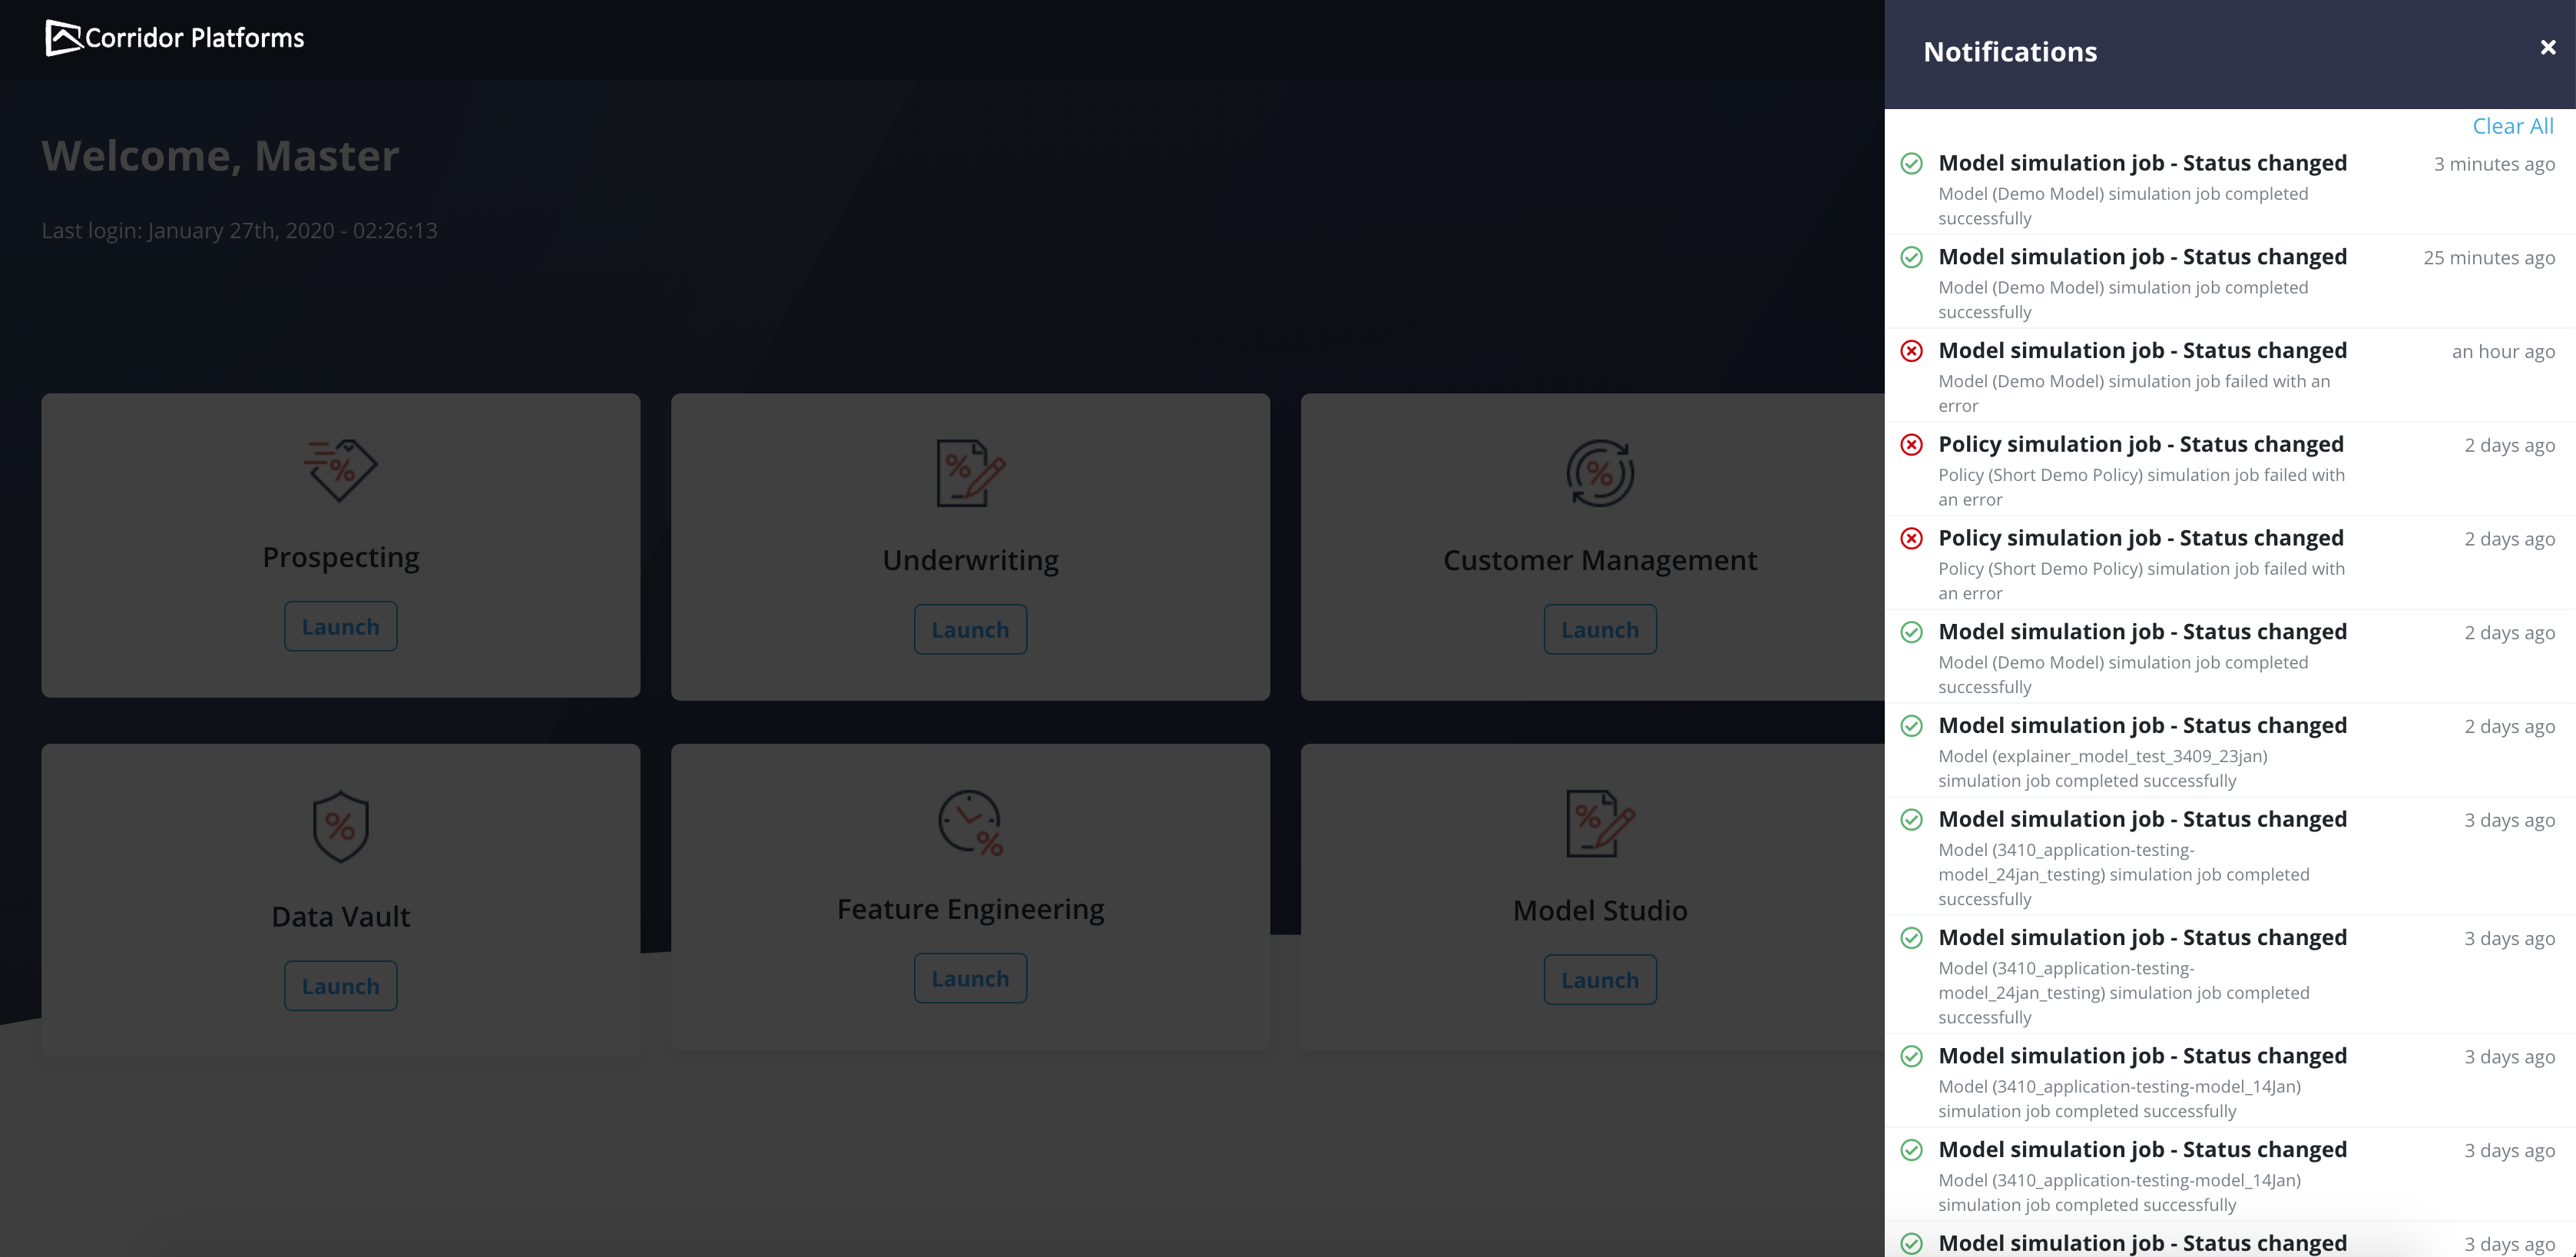 Corridor Platforms
Welcome, Master
Last login: January 27th, 2020 - 02:26:13
Prospecting
Launch
Underwriting
Launch
Customer Management
Launch
Data Vault
Launch
Feature Engineering
Launch
Model Studio
Launch
Notifications
Clear All
Model simulation job - Status changed 3 minutes ago
Model (Demo Model) simulation job completed
successfully
Model simulation job - Status changed 25 minutes ago
Model (Demo Model) simulation job completed
successfully
Model simulation job - Status changed an hour ago
Model (Demo Model) simulation job failed with an
error
Policy simulation job - Status changed 2 days ago
Policy (Short Demo Policy) simulation job failed with
an error
Policy simulation job - Status changed 2 days ago
Policy (Short Demo Policy) simulation job failed with
an error
Model simulation job - Status changed 2 days ago
Model (Demo Model) simulation job completed
successfully
Model simulation job - Status changed 2 days ago
Model (explainer_model_test_3409_23jan)
simulation job completed successfully
Model simulation job - Status changed 3 days ago
Model (3410_application-testing-
model_24jan_testing) simulation job completed
successfully
Model simulation job - Status changed 3 days ago
Model (3410_application-testing-
model_24jan_testing) simulation job completed
successfully
Model simulation job - Status changed 3 days ago
Model (3410_application-testing-model_14Jan)
simulation job completed successfully
Model simulation job - Status changed 3 days ago
Model (3410_application-testing-model_14Jan)
simulation job completed successfully
Model simulation job - Status changed 3 days ago